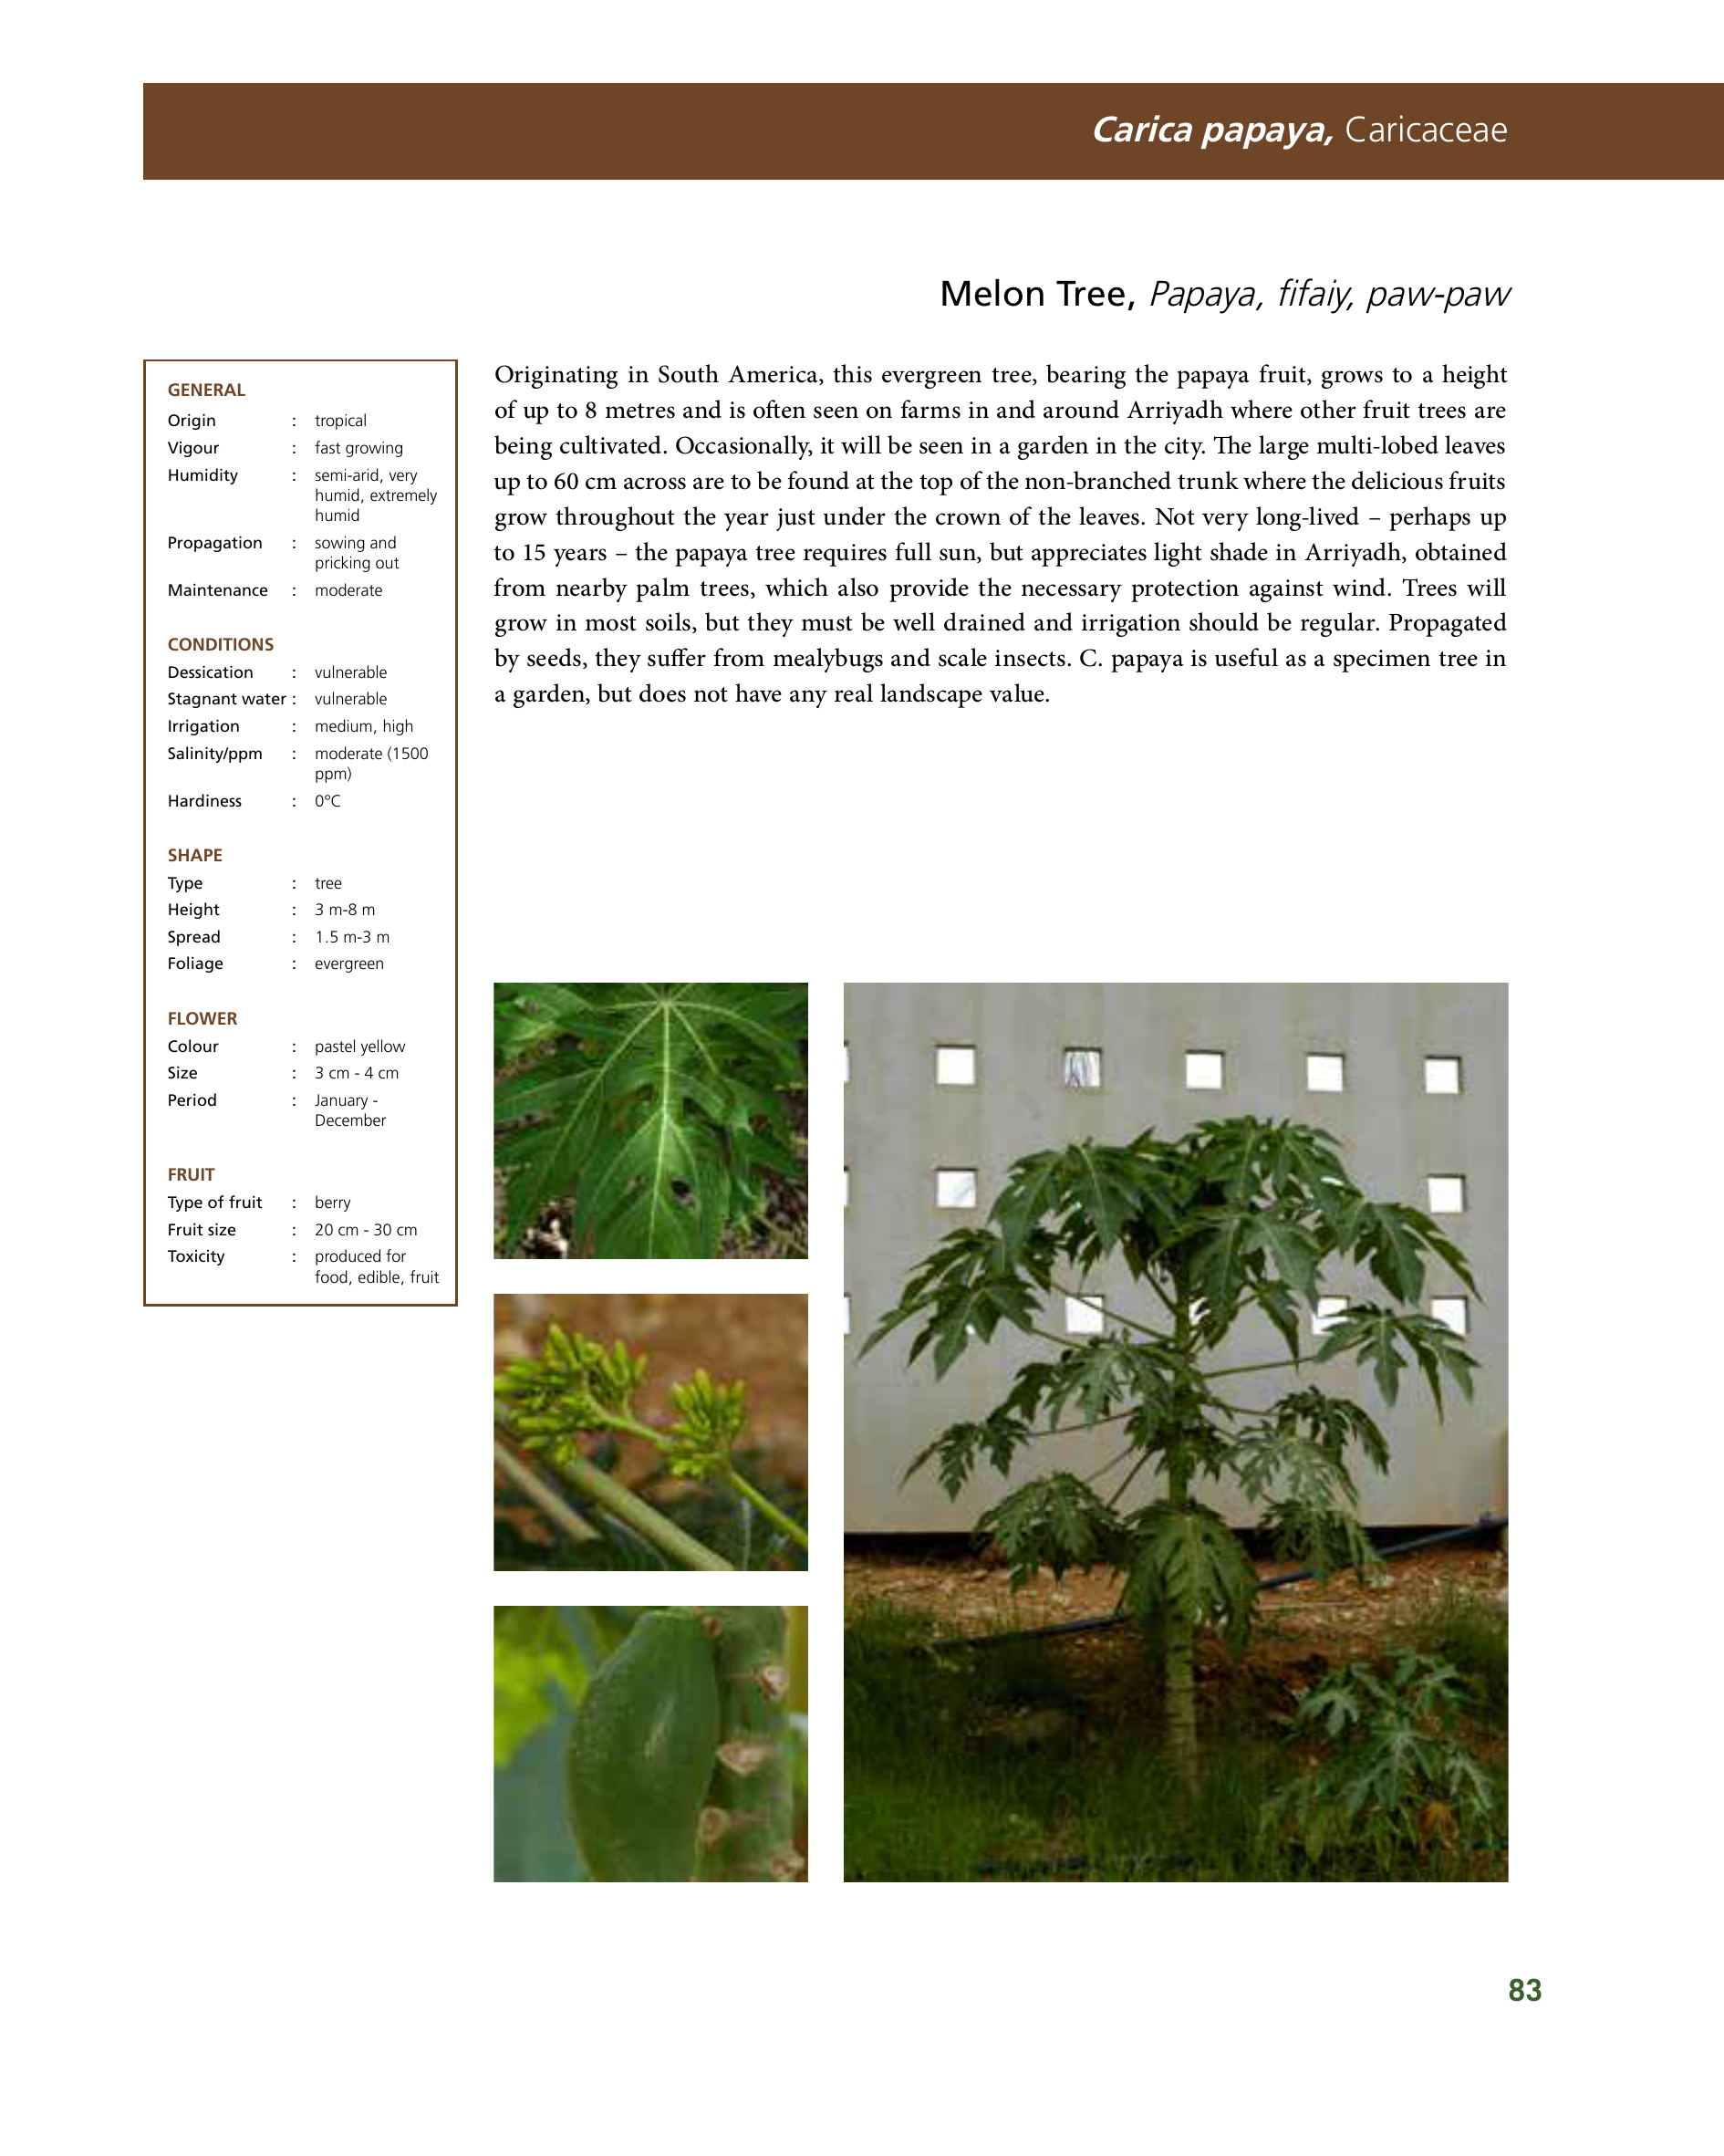 Carica papaya, Caricaceae
Melon Tree, Papaya, fifaiy, paw-paw
GENERAL
Origin : tropical
Vigour : fast growing
Humidity : semi-arid, very
humid, extremely
humid
Propagation : sowing and
pricking out
Maintenance : moderate
CONDITIONS
Dessication : vulnerable
Stagnant water : vulnerable
Irrigation : medium, high
Salinity/ppm : moderate (1500
ppm)
Hardiness : 0°C
SHAPE
Type : tree
Height : 3 m-8 m
Spread : 1.5 m-3 m
Foliage : evergreen
FLOWER
Colour : pastel yellow
Size : 3 cm - 4 cm
Period : January -
December
FRUIT
Type of fruit : berry
Fruit size : 20 cm - 30 cm
Toxicity : produced for
food, edible, fruit
Originating in South America, this evergreen tree, bearing the papaya fruit, grows to a height
of up to 8 metres and is often seen on farms in and around Arriyadh where other fruit trees are
being cultivated. Occasionally, it will be seen in a garden in the city. The large multi-lobed leaves
up to 60 cm across are to be found at the top of the non-branched trunk where the delicious fruits
grow throughout the year just under the crown of the leaves. Not very long-lived – perhaps up
to 15 years – the papaya tree requires full sun, but appreciates light shade in Arriyadh, obtained
from nearby palm trees, which also provide the necessary protection against wind. Trees will
grow in most soils, but they must be well drained and irrigation should be regular. Propagated
by seeds, they suffer from mealybugs and scale insects. C. papaya is useful as a specimen tree in
a garden, but does not have any real landscape value.
83